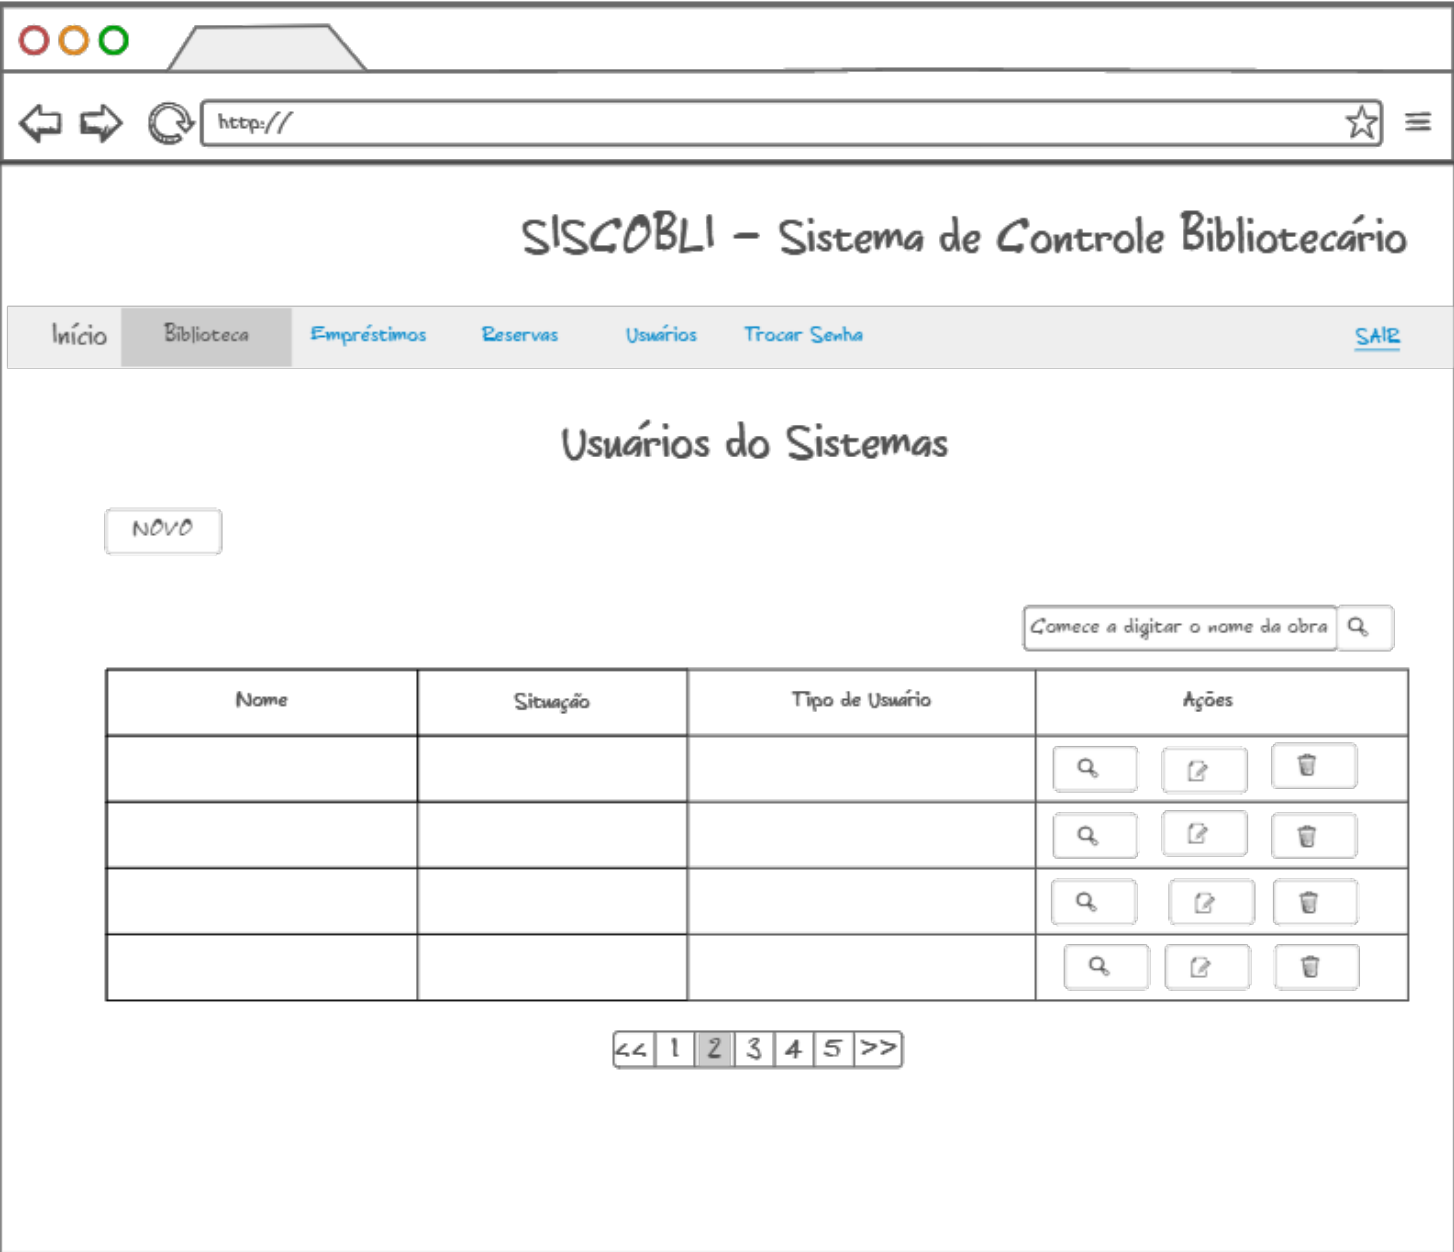 http://
SISCOBLI - Sistema de Controle Bibliotecário
Início Biblioteca Empréstimos Reservas Usuários Trocar Senha SAIR
Usuários do Sistemas
NOVO
Comece a digitar o nome da obra
Nome Situação Tipo de Usuário Ações
<< 1 2 3 4 5 >>